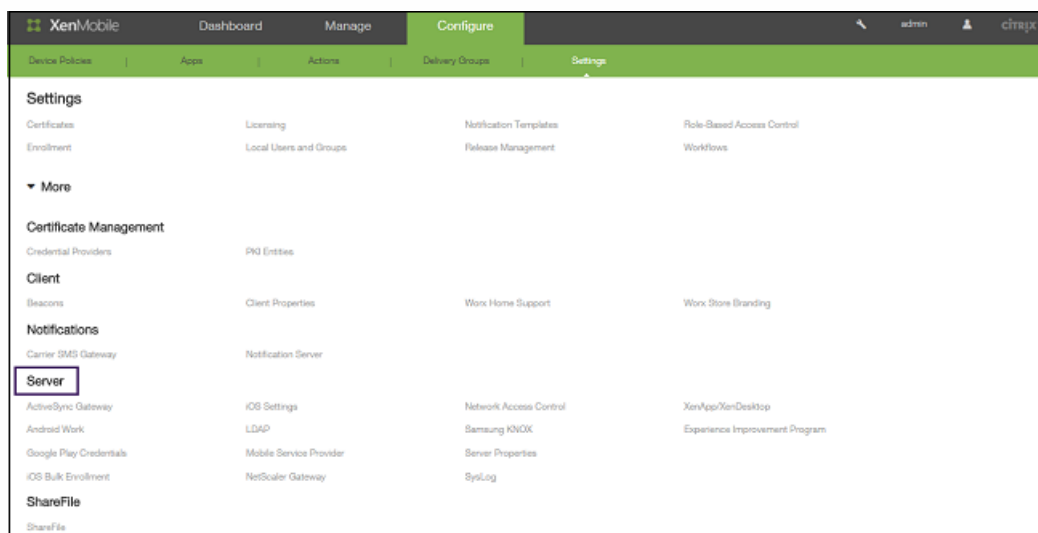 XenMobile Dashboard Manage Configure admin CITRIX
Device Policies | Apps | Actions | Delivery Groups | Settings
Settings
Certificates Licensing Notification Templates Role-Based Access Control
Enrollment Local Users and Groups Release Management Workflows
More
Certificate Management
Credential Providers PKI Entities
Client
Beacons Client Properties Worx Home Support Worx Store Branding
Notifications
Carrier SMS Gateway Notification Server
Server
ActiveSync Gateway iOS Settings Network Access Control XenApp/XenDesktop
Android Work LDAP Samsung KNOX Experience Improvement Program
Google Play Credentials Mobile Service Provider Server Properties
iOS Bulk Enrollment NetScaler Gateway SysLog
ShareFile
ShareFile